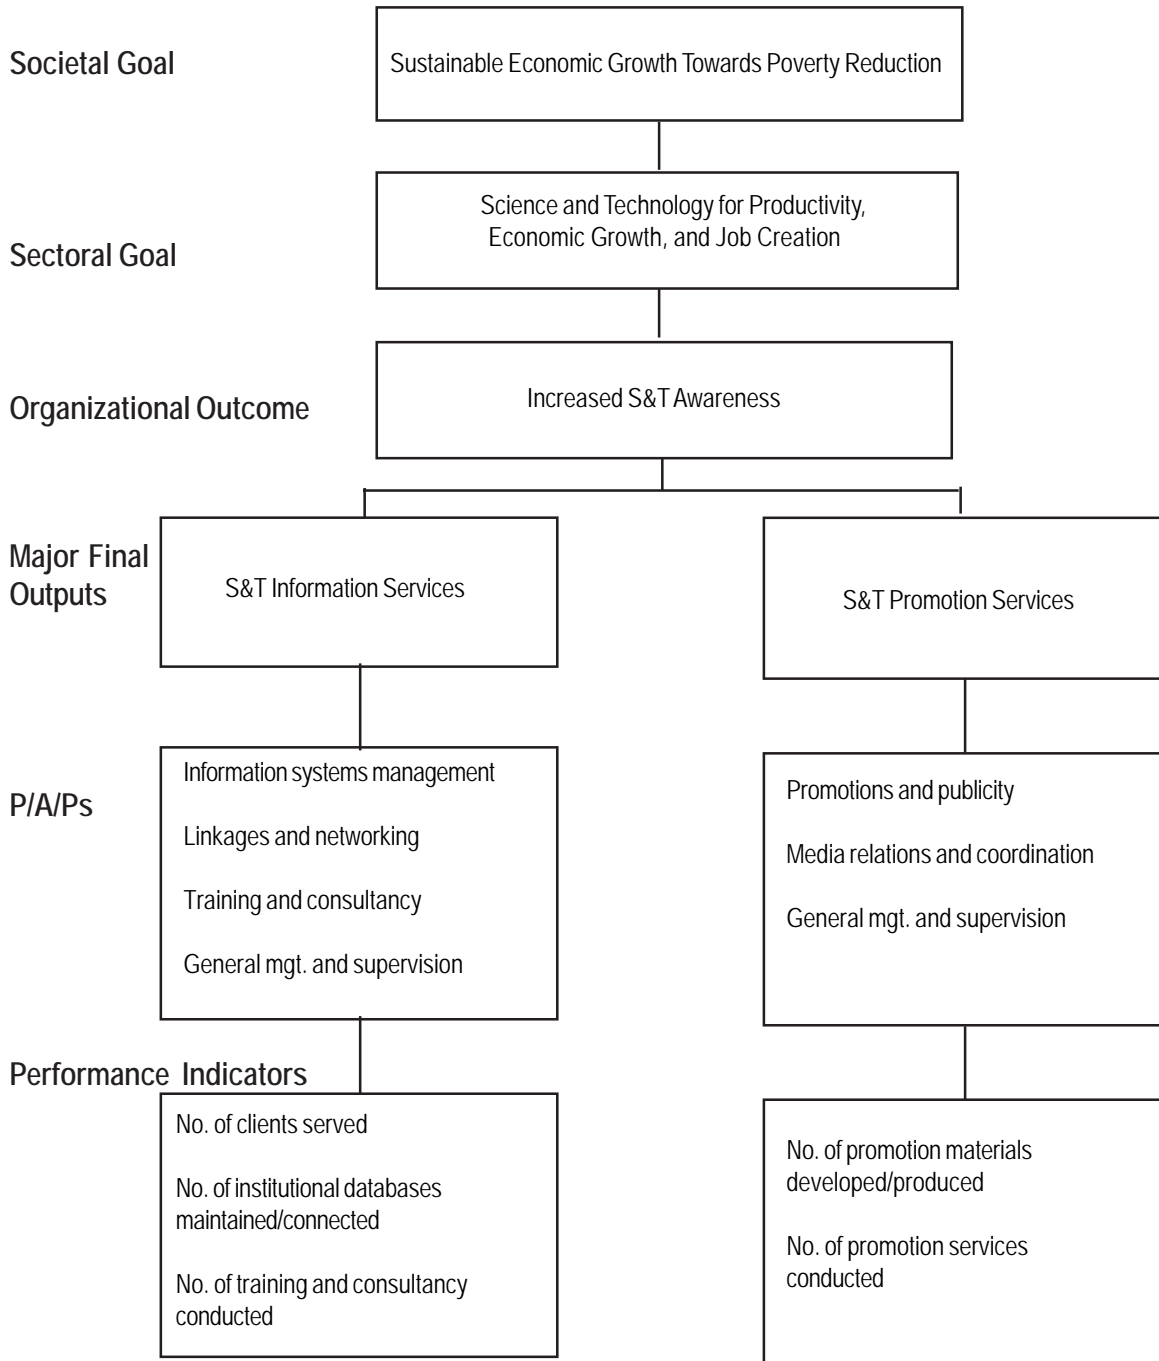 Societal Goal
Sustainable Economic Growth Towards Poverty Reduction
Sectoral Goal
Science and Technology for Productivity,
Economic Growth, and Job Creation
Organizational Outcome
Increased S&T Awareness
Major Final
Outputs
S&T Information Services
S&T Promotion Services
P/A/Ps
Information systems management
Linkages and networking
Training and consultancy
General mgt. and supervision
Promotions and publicity
Media relations and coordination
General mgt. and supervision
Performance Indicators
No. of clients served
No. of institutional databases
maintained/connected
No. of training and consultancy
conducted
No. of promotion materials
developed/produced
No. of promotion services
conducted